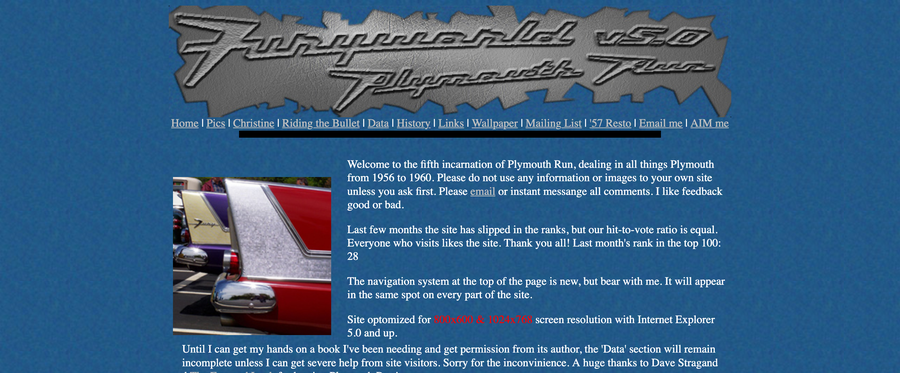 Furyworld v5.0
Plymouth Run
Home | Pics | Christine | Riding the Bullet | Data | History | Links | Wallpaper | Mailing List | '57 Resto | Email me | AIM me
Welcome to the fifth incarnation of Plymouth Run, dealing in all things Plymouth
from 1956 to 1960. Please do not use any information or images to your own site
unless you ask first. Please email or instant messange all comments. I like feedback
good or bad.
Last few months the site has slipped in the ranks, but our hit-to-vote ratio is equal.
Everyone who visits likes the site. Thank you all! Last month's rank in the top 100:
28
The navigation system at the top of the page is new, but bear with me. It will appear
in the same spot on every part of the site.
Site optomized for 800x600 & 1024x768 screen resolution with Internet Explorer
5.0 and up.
Until I can get my hands on a book I've been needing and get permission from its author, the 'Data' section will remain
incomplete unless I can get severe help from site visitors. Sorry for the inconvinience. A huge thanks to Dave Stragand